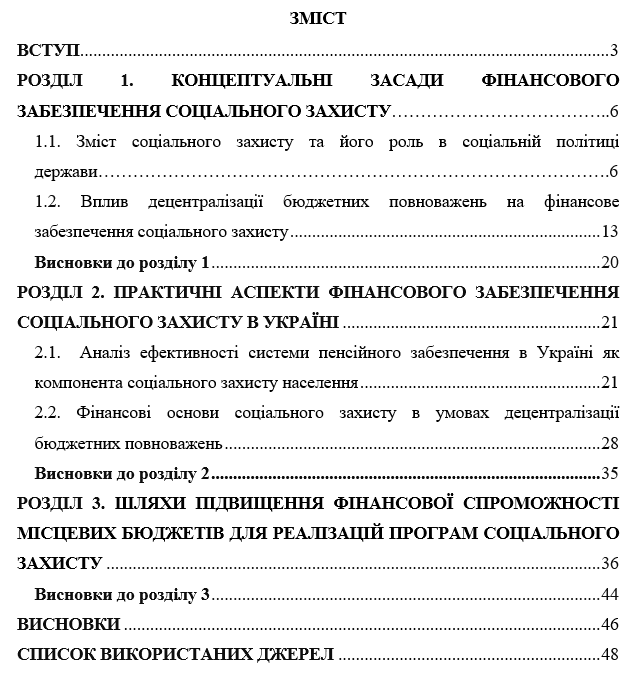 ЗМІСТ
ВСТУП........................................................................................................3
РОЗДІЛ 1. КОНЦЕПТУАЛЬНІ ЗАСАДИ ФІНАНСОВОГО
ЗАБЕЗПЕЧЕННЯ СОЦІАЛЬНОГО ЗАХИСТУ……………………………..6
1.1. Зміст соціального захисту та його роль в соціальній політиці
держави…………………………………………………………………….6
1.2. Вплив децентралізації бюджетних повноважень на фінансове
забезпечення соціального захисту..............................................................13
Висновки до розділу 1..............................................................................20
РОЗДІЛ 2. ПРАКТИЧНІ АСПЕКТИ ФІНАНСОВОГО ЗАБЕЗПЕЧЕННЯ
СОЦІАЛЬНОГО ЗАХИСТУ В УКРАЇНІ ...................................................21
2.1. Аналіз ефективності системи пенсійного забезпечення в Україні як
компонента соціального захисту населення................................................21
2.2. Фінансові основи соціального захисту в умовах децентралізації
бюджетних повноважень...........................................................................28
Висновки до розділу 2..............................................................................35
РОЗДІЛ 3. ШЛЯХИ ПІДВИЩЕННЯ ФІНАНСОВОЇ СПРОМОЖНОСТІ
МІСЦЕВИХ БЮДЖЕТІВ ДЛЯ РЕАЛІЗАЦІЙ ПРОГРАМ СОЦІАЛЬНОГО
ЗАХИСТУ ...................................................................................................36
Висновки до розділу 3..............................................................................44
ВИСНОВКИ ...............................................................................................46
СПИСОК ВИКОРИСТАНИХ ДЖЕРЕЛ ....................................................48